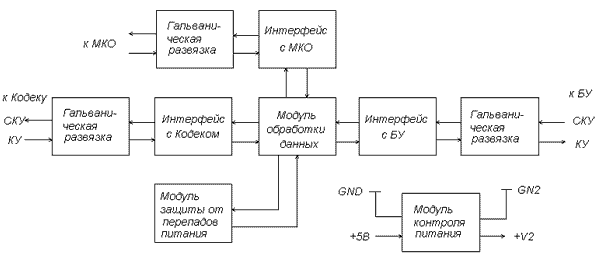 Гальвани-
ческая
развязка
Интерфейс
с МКО
к МКО
к Кодеку
СКУ
КУ
Гальвани-
ческая
развязка
Интерфейс
с Кодеком
Модуль
обработки
данных
Интерфейс
с БУ
Гальвани-
ческая
развязка
к БУ
СКУ
КУ
Модуль
защиты от
перепадов
питания
GND
+5В
Модуль
контроля
питания
GN2
+V2